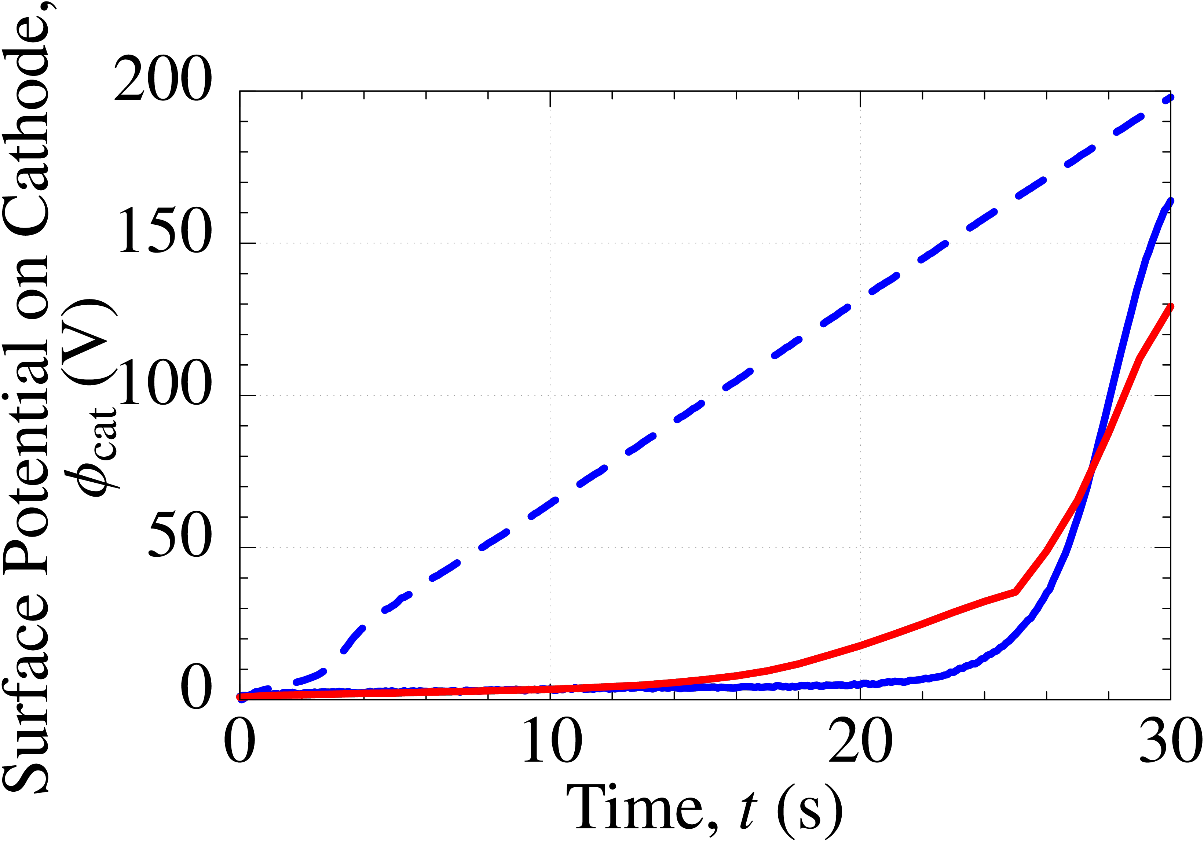 Surface Potential on Cathode,
ϕcat (V)
200
150
100
50
0
0 10 20 30
Time, t (s)